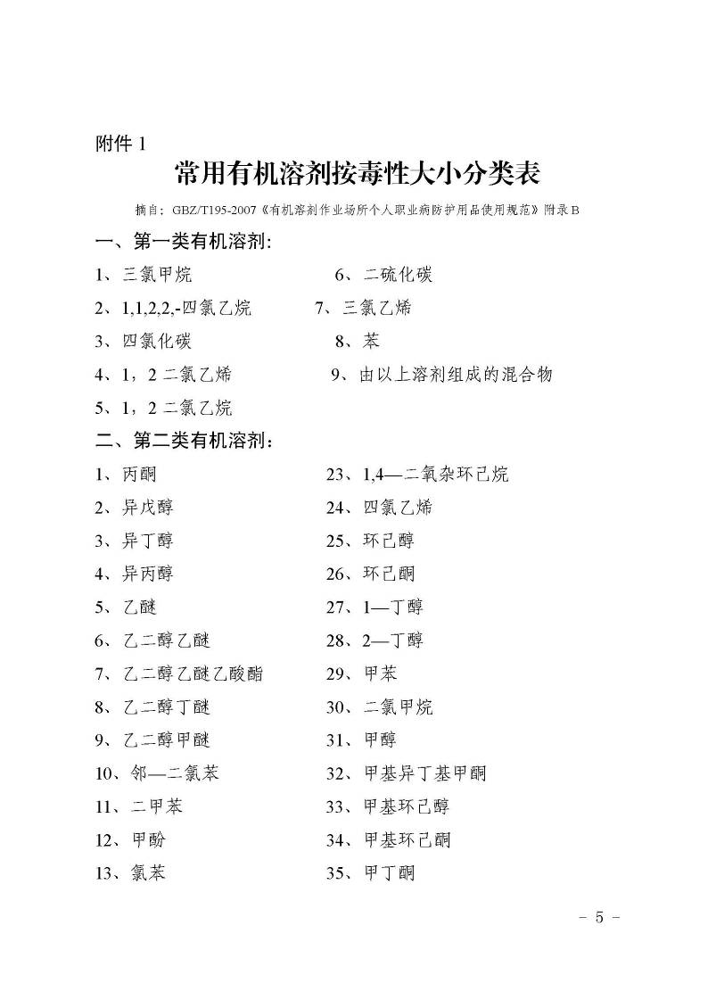 附件 1
常用有机溶剂按毒性大小分类表
摘自：GBZ/T195-2007《有机溶剂作业场所个人职业病防护用品使用规范》附录 B
一、第一类有机溶剂：
1、三氯甲烷 6、二硫化碳
2、1,1,2,2,-四氯乙烷 7、三氯乙烯
3、四氯化碳 8、苯
4、1，2 二氯乙烯 9、由以上溶剂组成的混合物
5、1，2 二氯乙烷
二、第二类有机溶剂：
1、丙酮 23、1,4—二氧杂环己烷
2、异戊醇 24、四氯乙烯
3、异丁醇 25、环己醇
4、异丙醇 26、环己酮
5、乙醚 27、1—丁醇
6、乙二醇乙醚 28、2—丁醇
7、乙二醇乙醚乙酸酯 29、甲苯
8、乙二醇丁醚 30、二氯甲烷
9、乙二醇甲醚 31、甲醇
10、邻—二氯苯 32、甲基异丁基甲酮
11、二甲苯 33、甲基环己醇
12、甲酚 34、甲基环己酮
13、氯苯 35、甲丁酮
- 5 -